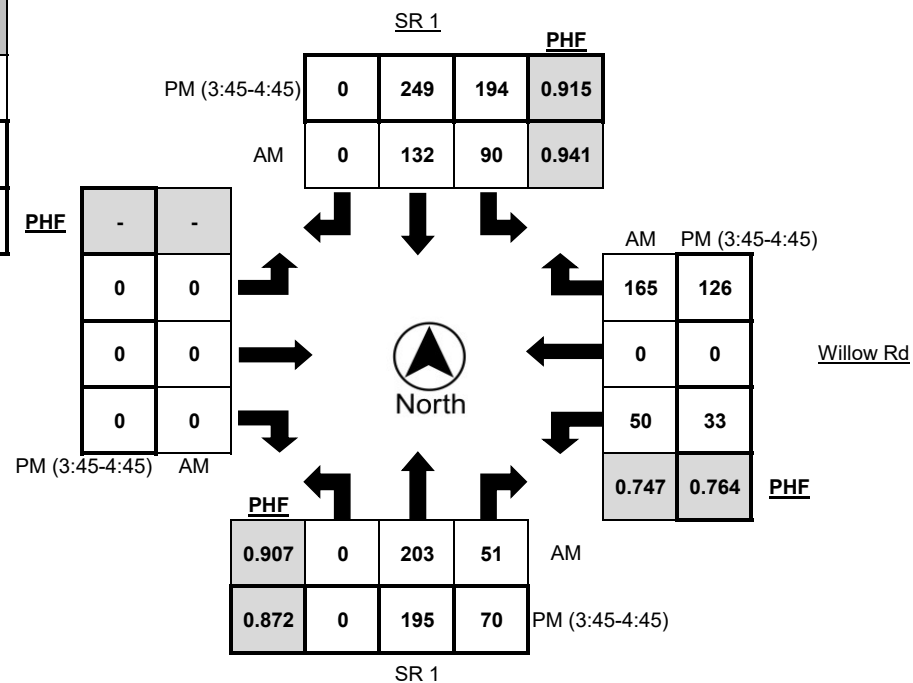 SR 1
PHF
PM (3:45-4:45) 0 249 194 0.915
AM 0 132 90 0.941
PHF - -
AM PM (3:45-4:45)
0 0
165 126
0 0
0 0
Willow Rd
North
0 0
50 33
PM (3:45-4:45) AM
0.747 0.764 PHF
PHF
0.907 0 203 51 AM
0.872 0 195 70 PM (3:45-4:45)
SR 1